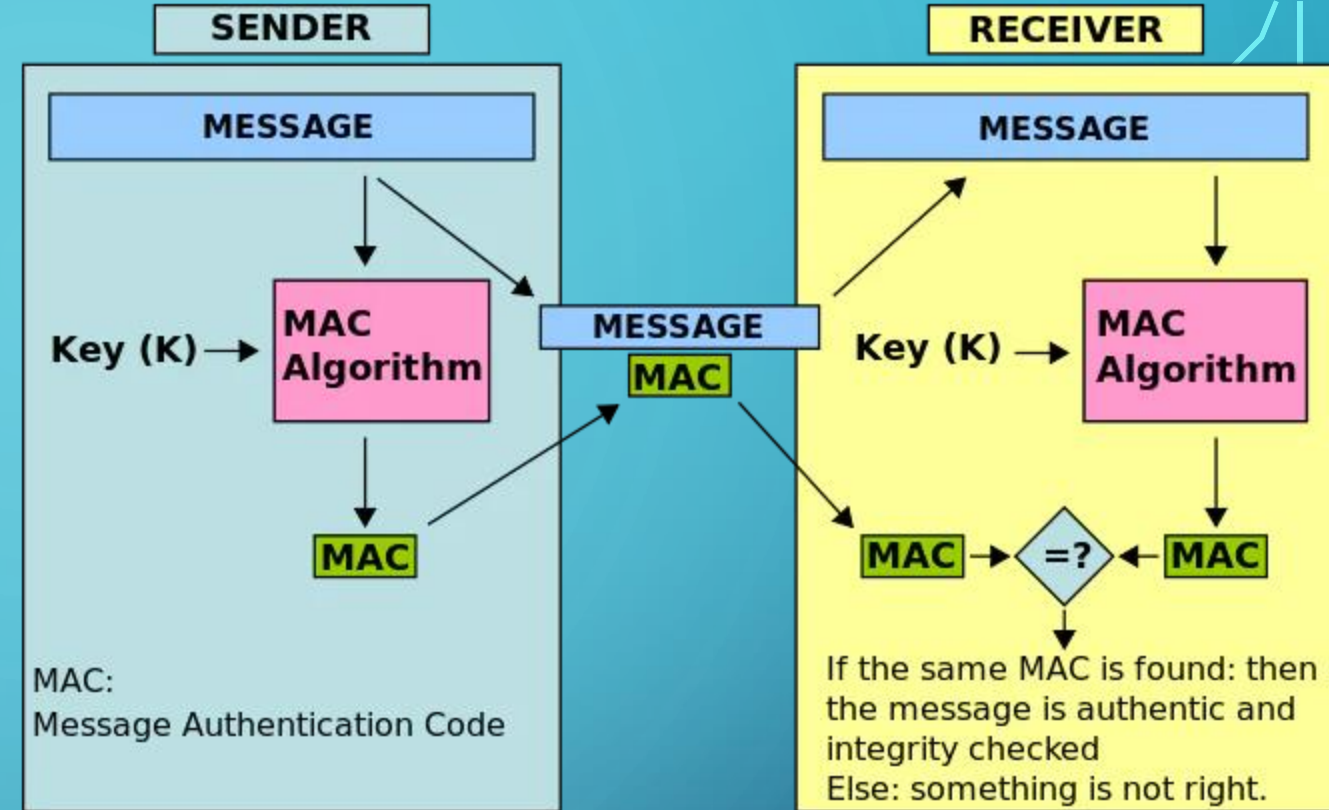 SENDER
MESSAGE
Key (K)
MAC
Algorithm
MAC
MAC:
Message Authentication Code
MESSAGE
MAC
RECEIVER
MESSAGE
Key (K)
MAC
Algorithm
MAC
=?
MAC
If the same MAC is found: then
the message is authentic and
integrity checked
Else: something is not right.